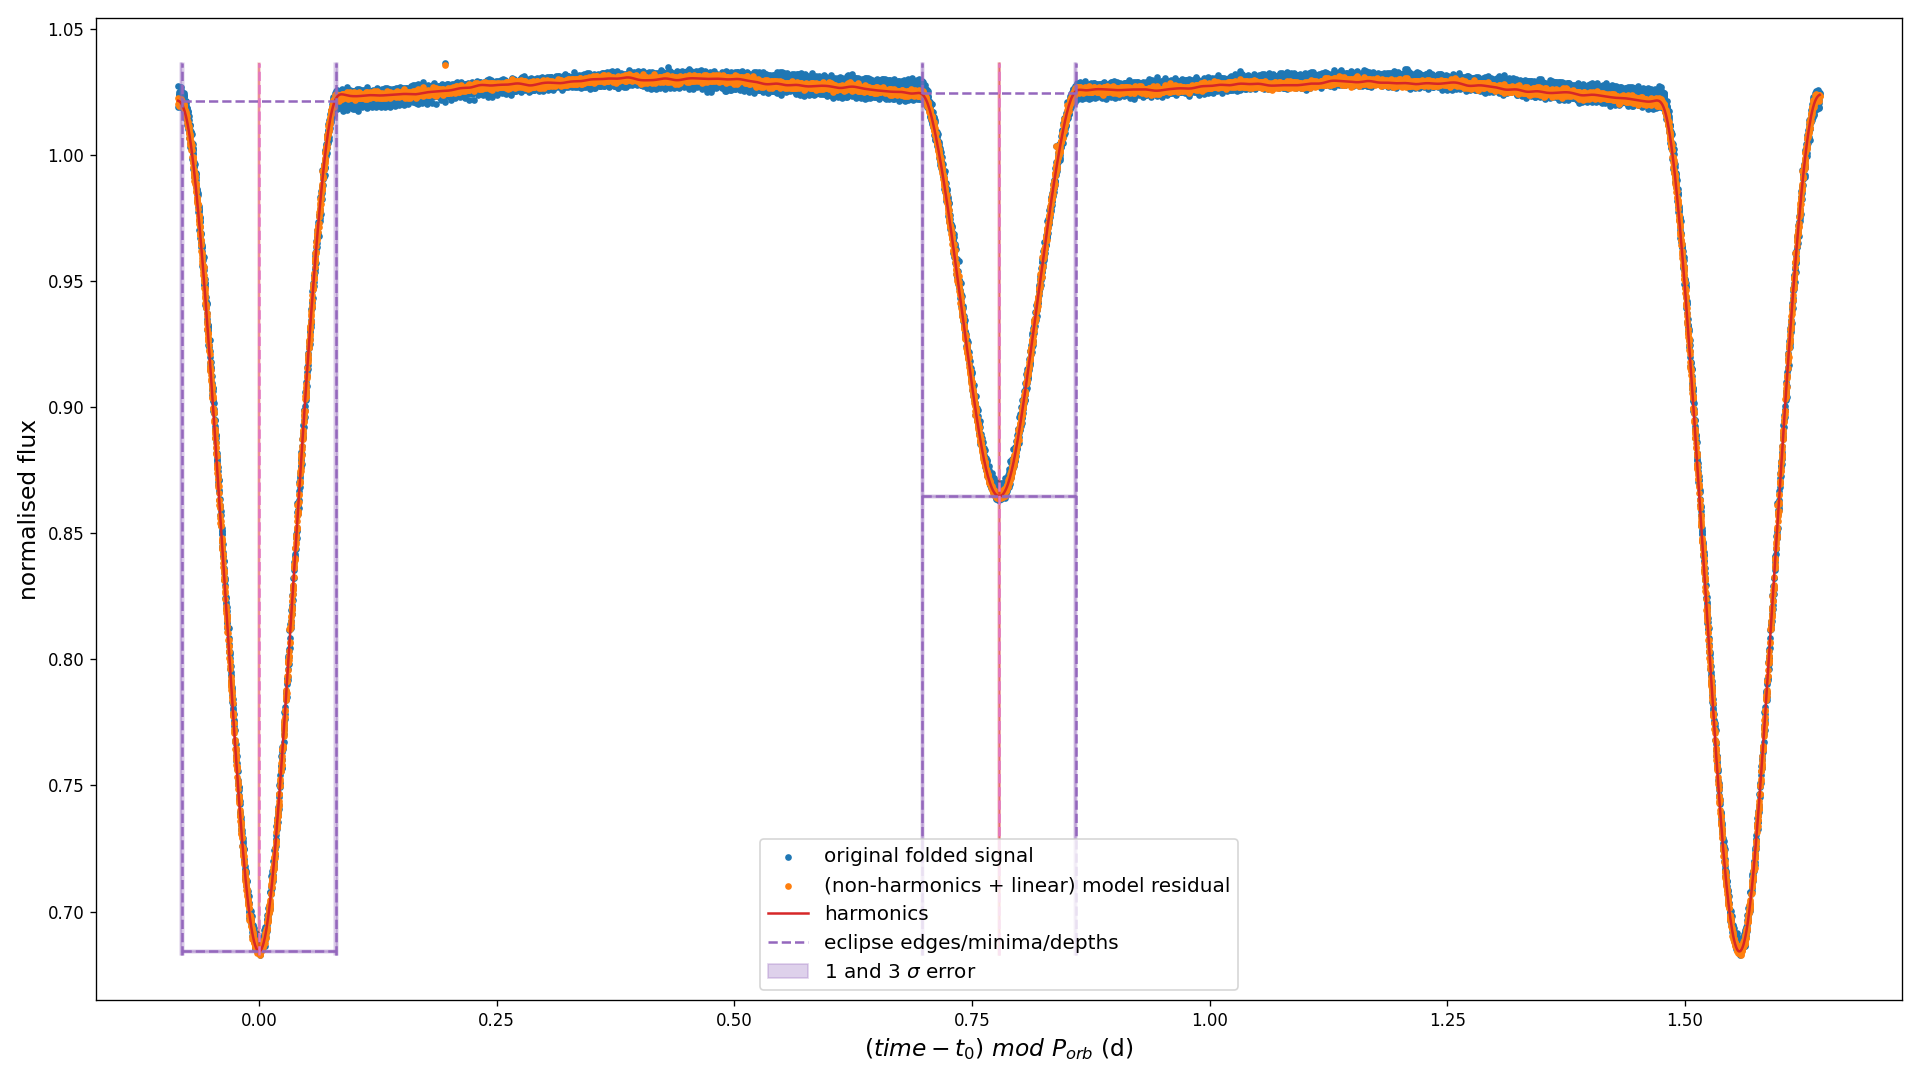 1.05
1.00
0.95
0.90
0.85
0.80
0.75
0.70
normalised flux
original folded signal
(non-harmonics + linear) model residual
harmonics
eclipse edges/minima/depths
1 and 3 σ error
0.00 0.25 0.50 0.75 1.00 1.25 1.50
(time − t₀) mod Pₒᵣb (d)